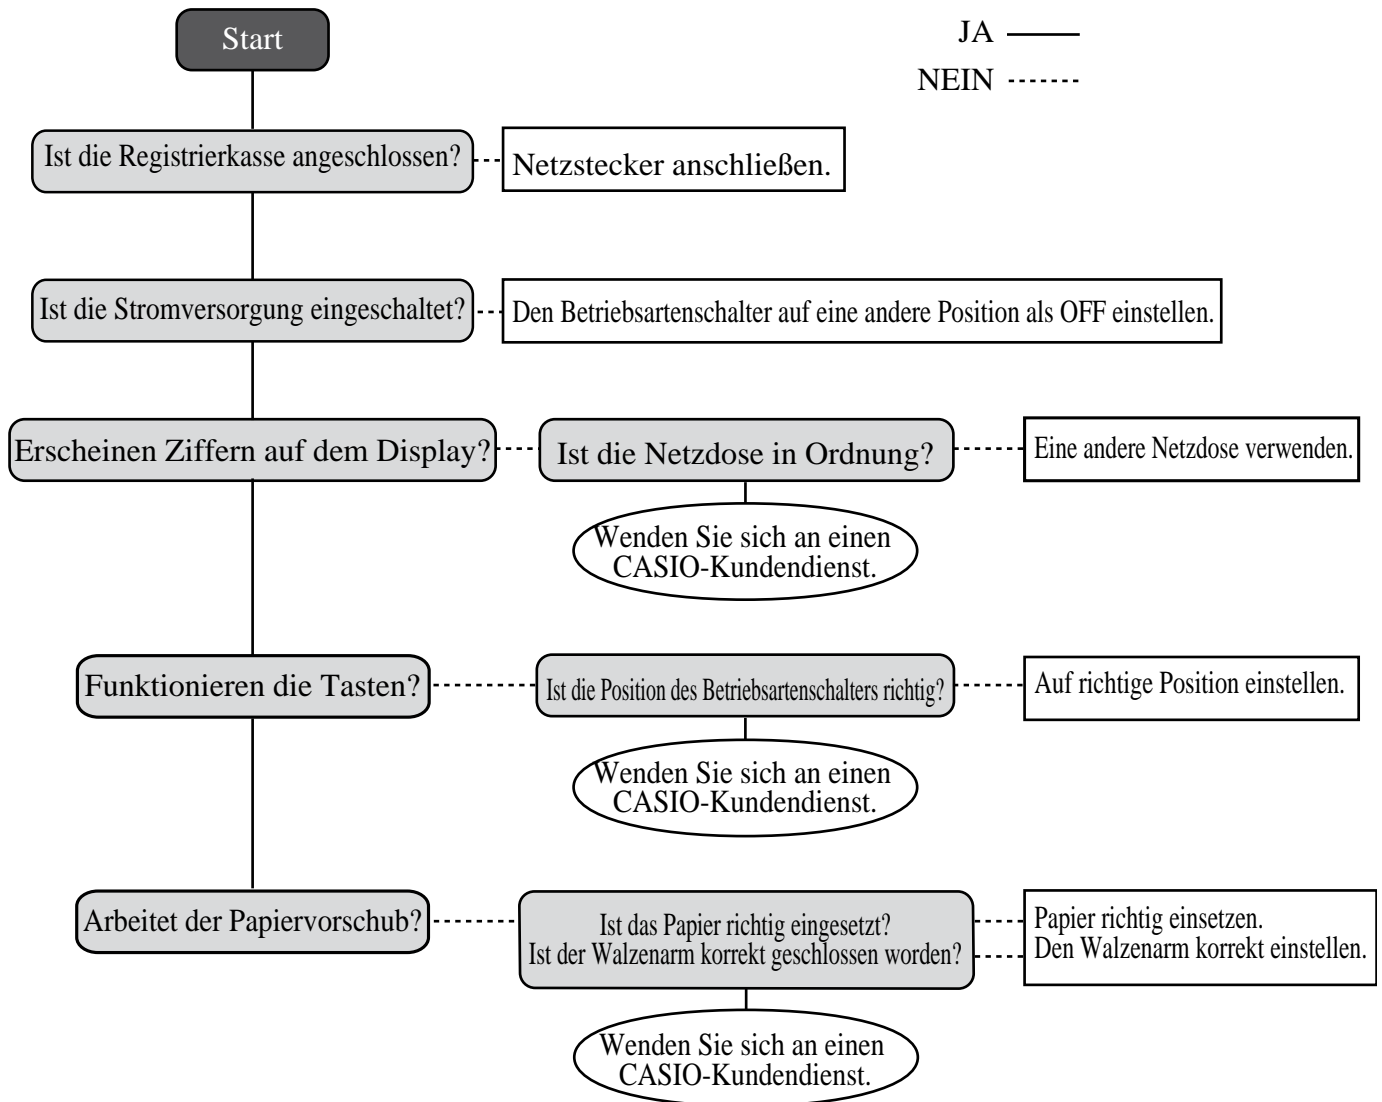 Start
JA
NEIN
Ist die Registrierkasse angeschlossen?
Netzstecker anschließen.
Ist die Stromversorgung eingeschaltet?
Den Betriebsartenschalter auf eine andere Position als OFF einstellen.
Erscheinen Ziffern auf dem Display?
Ist die Netzdose in Ordnung?
Eine andere Netzdose verwenden.
Wenden Sie sich an einen
CASIO-Kundendienst.
Funktionieren die Tasten?
Ist die Position des Betriebsartenschalters richtig?
Auf richtige Position einstellen.
Wenden Sie sich an einen
CASIO-Kundendienst.
Arbeitet der Papiervorschub?
Ist das Papier richtig eingesetzt?
Ist der Walzenarm korrekt geschlossen worden?
Papier richtig einsetzen.
Den Walzenarm korrekt einstellen.
Wenden Sie sich an einen
CASIO-Kundendienst.